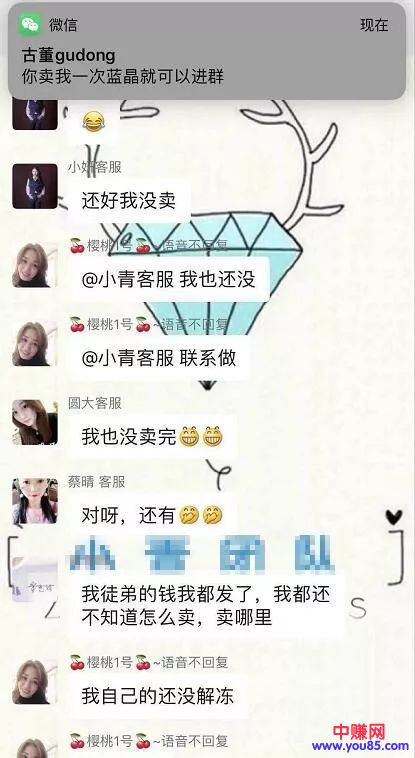 微信
现在
古董gudong
你卖我一次蓝晶就可以进群
😂
小妍客服
还好我没卖
🍒樱桃1号🍒~语音不回复
@小青客服 我也还没
🍒樱桃1号🍒~语音不回复
@小青客服 联系做
圆大客服
我也没卖完😁😁
蔡晴 客服
对呀，还有🤣🤣
小青团队
我徒弟的钱我都发了，我都还
不知道怎么卖，卖哪里
S
🍒樱桃1号🍒~语音不回复
我自己的还没解冻
🍒樱桃1号🍒~语音不回复
中赚网
www.you85.com